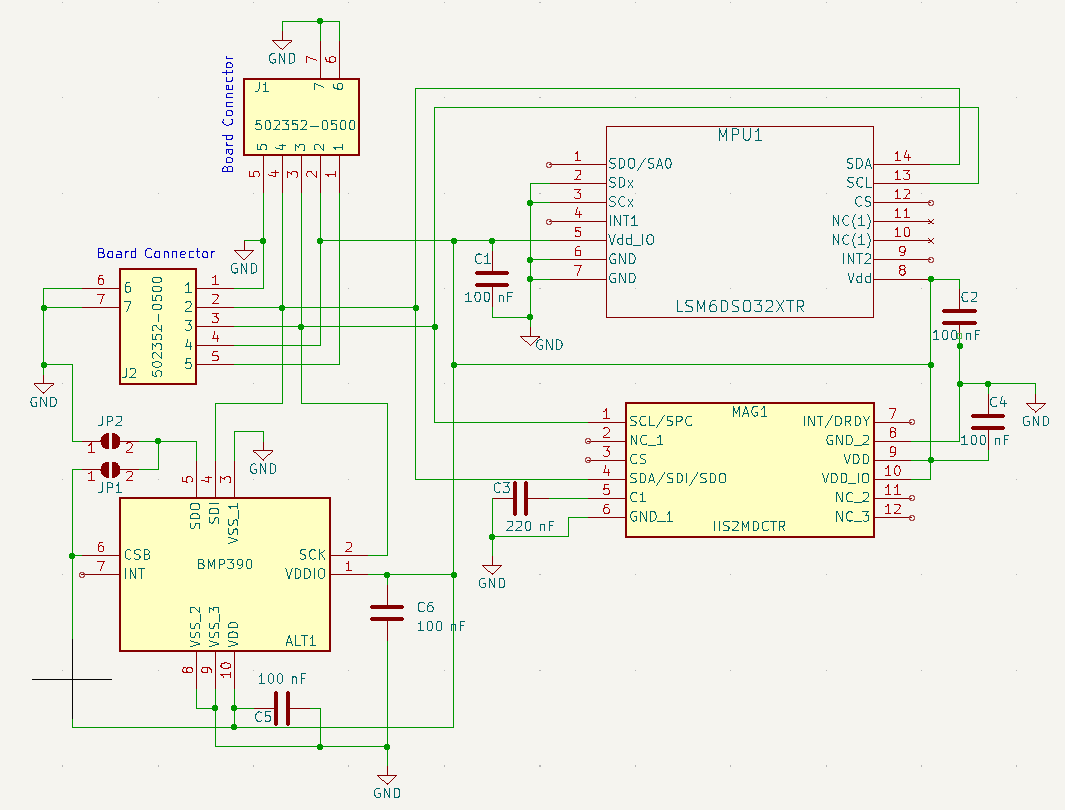 GND
7
6
Board Connector
J1
7
6
502352-0500
5
4
3
2
1
5
4
3
2
1
GND
MPU1
1
SDO/SAO
SDA
14
2
SDx
SCL
13
3
SCx
CS
12
4
INT1
NC(1)
11
5
Vdd_IO
NC(1)
10
6
GND
INT2
9
7
GND
Vdd
8
LSM6DSO32XTR
C1
100 nF
GND
C2
100 nF
Board Connector
6
6
1
1
7
7
2
2
3
3
4
4
5
5
502352-0500
J2
GND
C4
100 nF
GND
MAG1
1
SCL/SPC
INT/DRDY
7
2
NC_1
GND_2
8
3
CS
VDD
9
4
SDA/SDI/SDO
VDD_IO
10
5
C1
NC_2
11
6
GND_1
NC_3
12
IIS2MDCTR
C3
220 nF
GND
JP2
1
2
1
2
JP1
GND
5
4
3
SDO
SDI
VSS_1
6
CSB
SCK
2
7
INT
VDDIO
1
BMP390
VSS_2
VSS_3
VDD
ALT1
8
9
10
C6
100 nF
100 nF
C5
GND